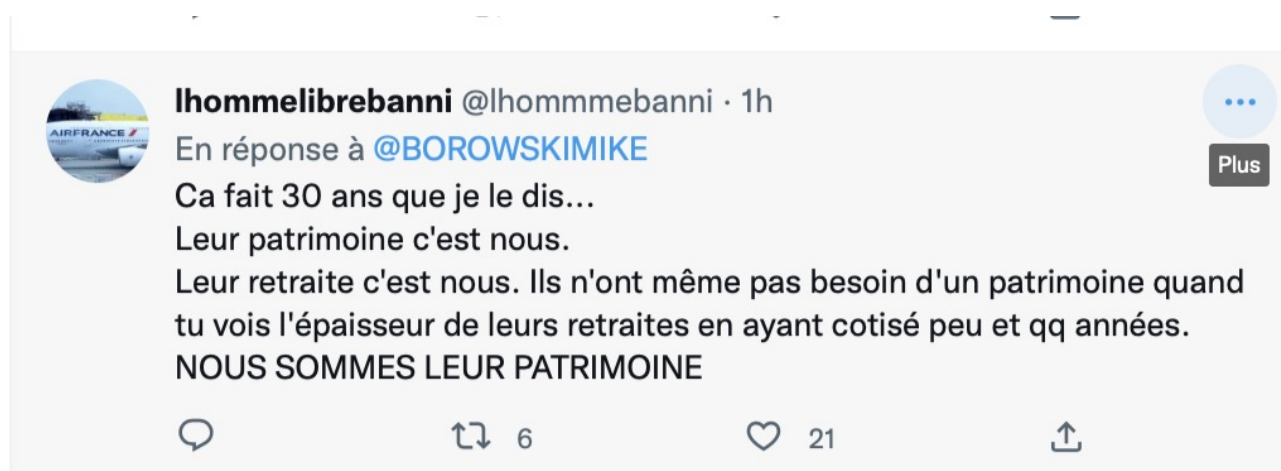 lhommelibrebanni @lhommmebanni · 1h
En réponse à @BOROWSKIMIKE
Plus
Ca fait 30 ans que je le dis...
Leur patrimoine c'est nous.
Leur retraite c'est nous. Ils n'ont même pas besoin d'un patrimoine quand
tu vois l'épaisseur de leurs retraites en ayant cotisé peu et qq années.
NOUS SOMMES LEUR PATRIMOINE
6
21
AIRFRANCE